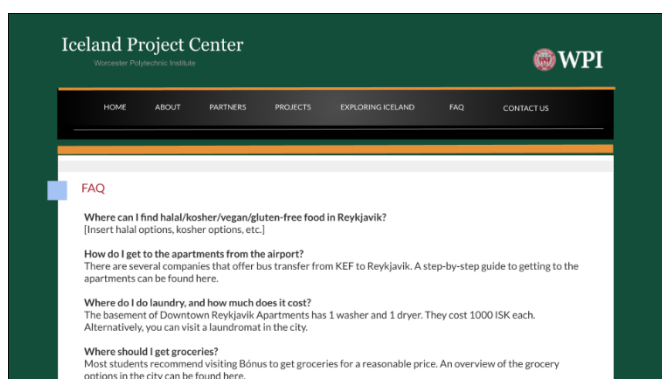 Iceland Project Center
Worcester Polytechnic Institute
WPI
HOME ABOUT PARTNERS PROJECTS EXPLORING ICELAND FAQ CONTACT US
FAQ
Where can I find halal/kosher/vegan/gluten-free food in Reykjavik?
[Insert halal options, kosher options, etc.]
How do I get to the apartments from the airport?
There are several companies that offer bus transfer from KEF to Reykjavik. A step-by-step guide to getting to the
apartments can be found here.
Where do I do laundry, and how much does it cost?
The basement of Downtown Reykjavik Apartments has 1 washer and 1 dryer. They cost 1000 ISK each.
Alternatively, you can visit a laundromat in the city.
Where should I get groceries?
Most students recommend visiting Bónus to get groceries for a reasonable price. An overview of the grocery
options in the city can be found here.